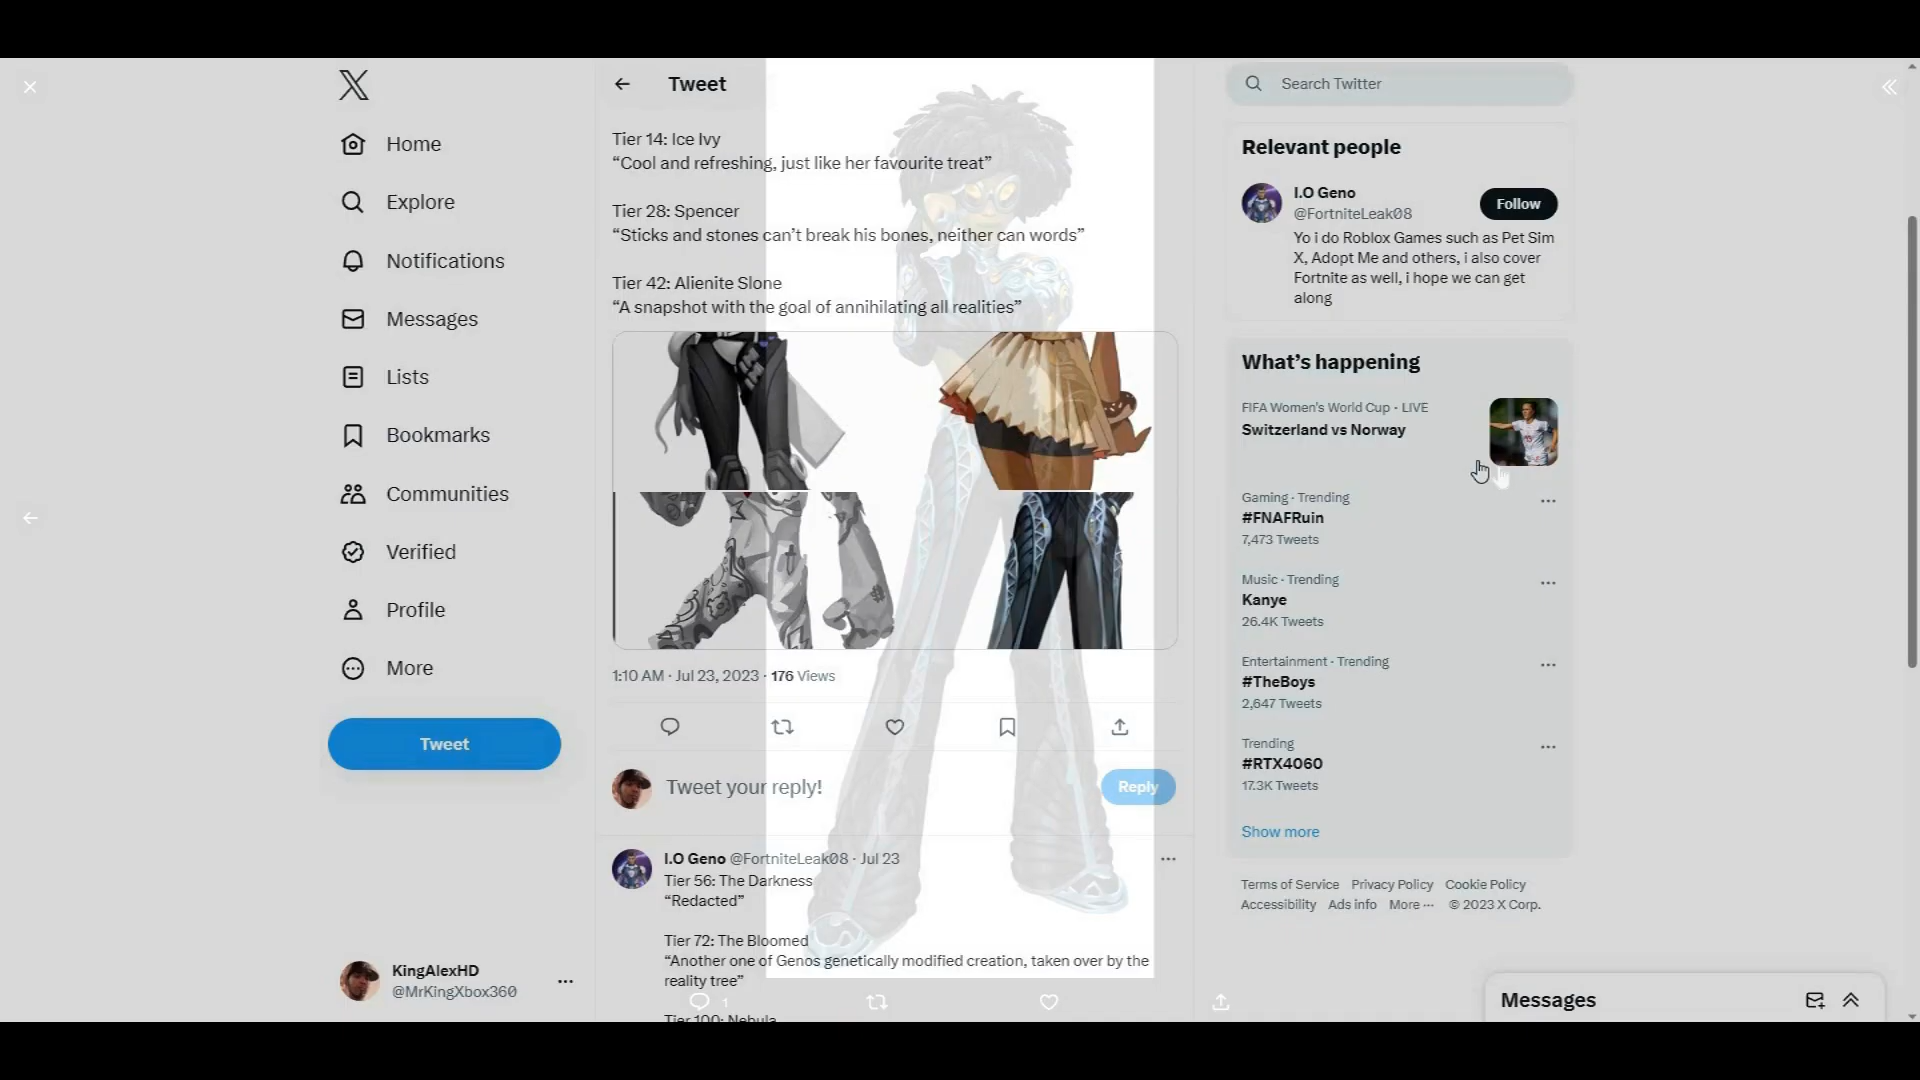 Home
Explore
Notifications
Messages
Lists
Bookmarks
Communities
Verified
Profile
More
Tweet
KingAlexHD
@MrKingXbox360
Tweet
Tier 14: Ice Ivy
“Cool and refreshing, just like her favourite treat”
Tier 28: Spencer
“Sticks and stones can’t break his bones, neither can words”
Tier 42: Alienite Slone
“A snapshot with the goal of annihilating all realities”
1:10 AM · Jul 23, 2023 · 176 Views
Tweet your reply!
Reply
I.O Geno @FortniteLeak08 · Jul 23
Tier 56: The Darkness
“Redacted”
Tier 72: The Bloomed
“Another one of Genos genetically modified creation, taken over by the
reality tree”
1
Tier 100: Nebula
Search Twitter
Relevant people
I.O Geno
@FortniteLeak08
Follow
Yo i do Roblox Games such as Pet Sim
X, Adopt Me and others, i also cover
Fortnite as well, i hope we can get
along
What’s happening
FIFA Women's World Cup · LIVE
Switzerland vs Norway
Gaming · Trending
#FNAFRuin
7,473 Tweets
Music · Trending
Kanye
26.4K Tweets
Entertainment · Trending
#TheBoys
2,647 Tweets
Trending
#RTX4060
17.3K Tweets
Show more
Terms of Service Privacy Policy Cookie Policy
Accessibility Ads info More ··· © 2023 X Corp.
Messages